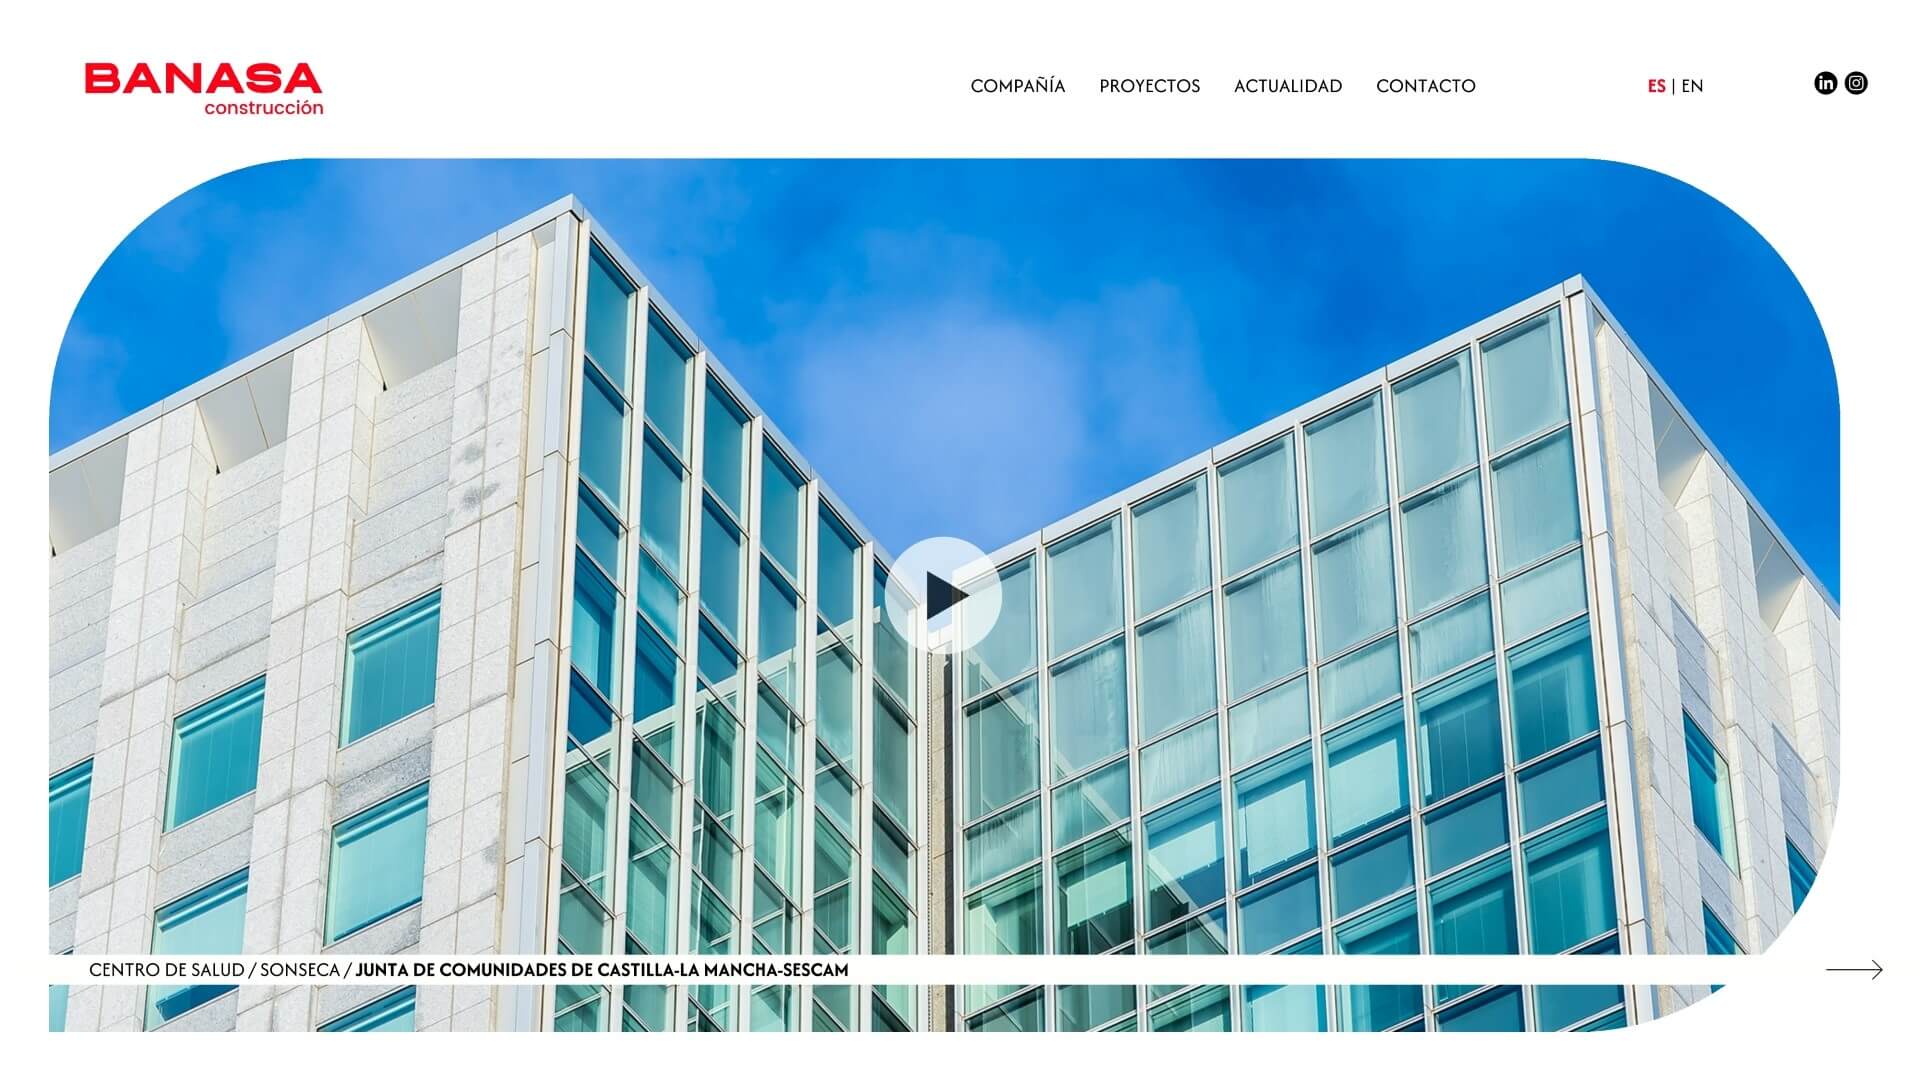 BANASA
construcción
COMPAÑÍA PROYECTOS ACTUALIDAD CONTACTO ES | EN in
CENTRO DE SALUD / SONSECA / JUNTA DE COMUNIDADES DE CASTILLA-LA MANCHA-SESCAM